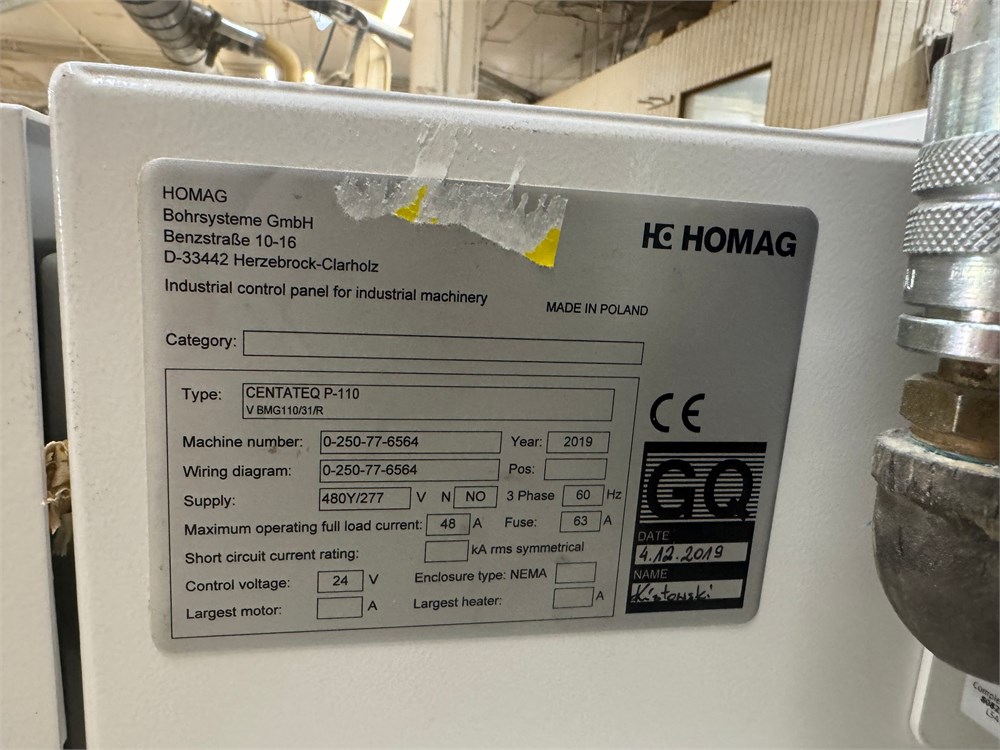 HOMAG
Bohrsysteme GmbH
Benzstraße 10-16
D-33442 Herzebrock-Clarholz
Industrial control panel for industrial machinery
HOMAG
MADE IN POLAND
Category:
Type: CENTATEQ P-110
V BMG110/31/R
Machine number: 0-250-77-6564 Year: 2019
Wiring diagram: 0-250-77-6564 Pos:
Supply: 480Y/277 V N NO 3 Phase 60 Hz
Maximum operating full load current: 48 A Fuse: 63 A
Short circuit current rating: kA rms symmetrical
Control voltage: 24 V Enclosure type: NEMA
Largest motor: A Largest heater: A
CE
GQ
DATE
4.12.2019
NAME
Kistowski